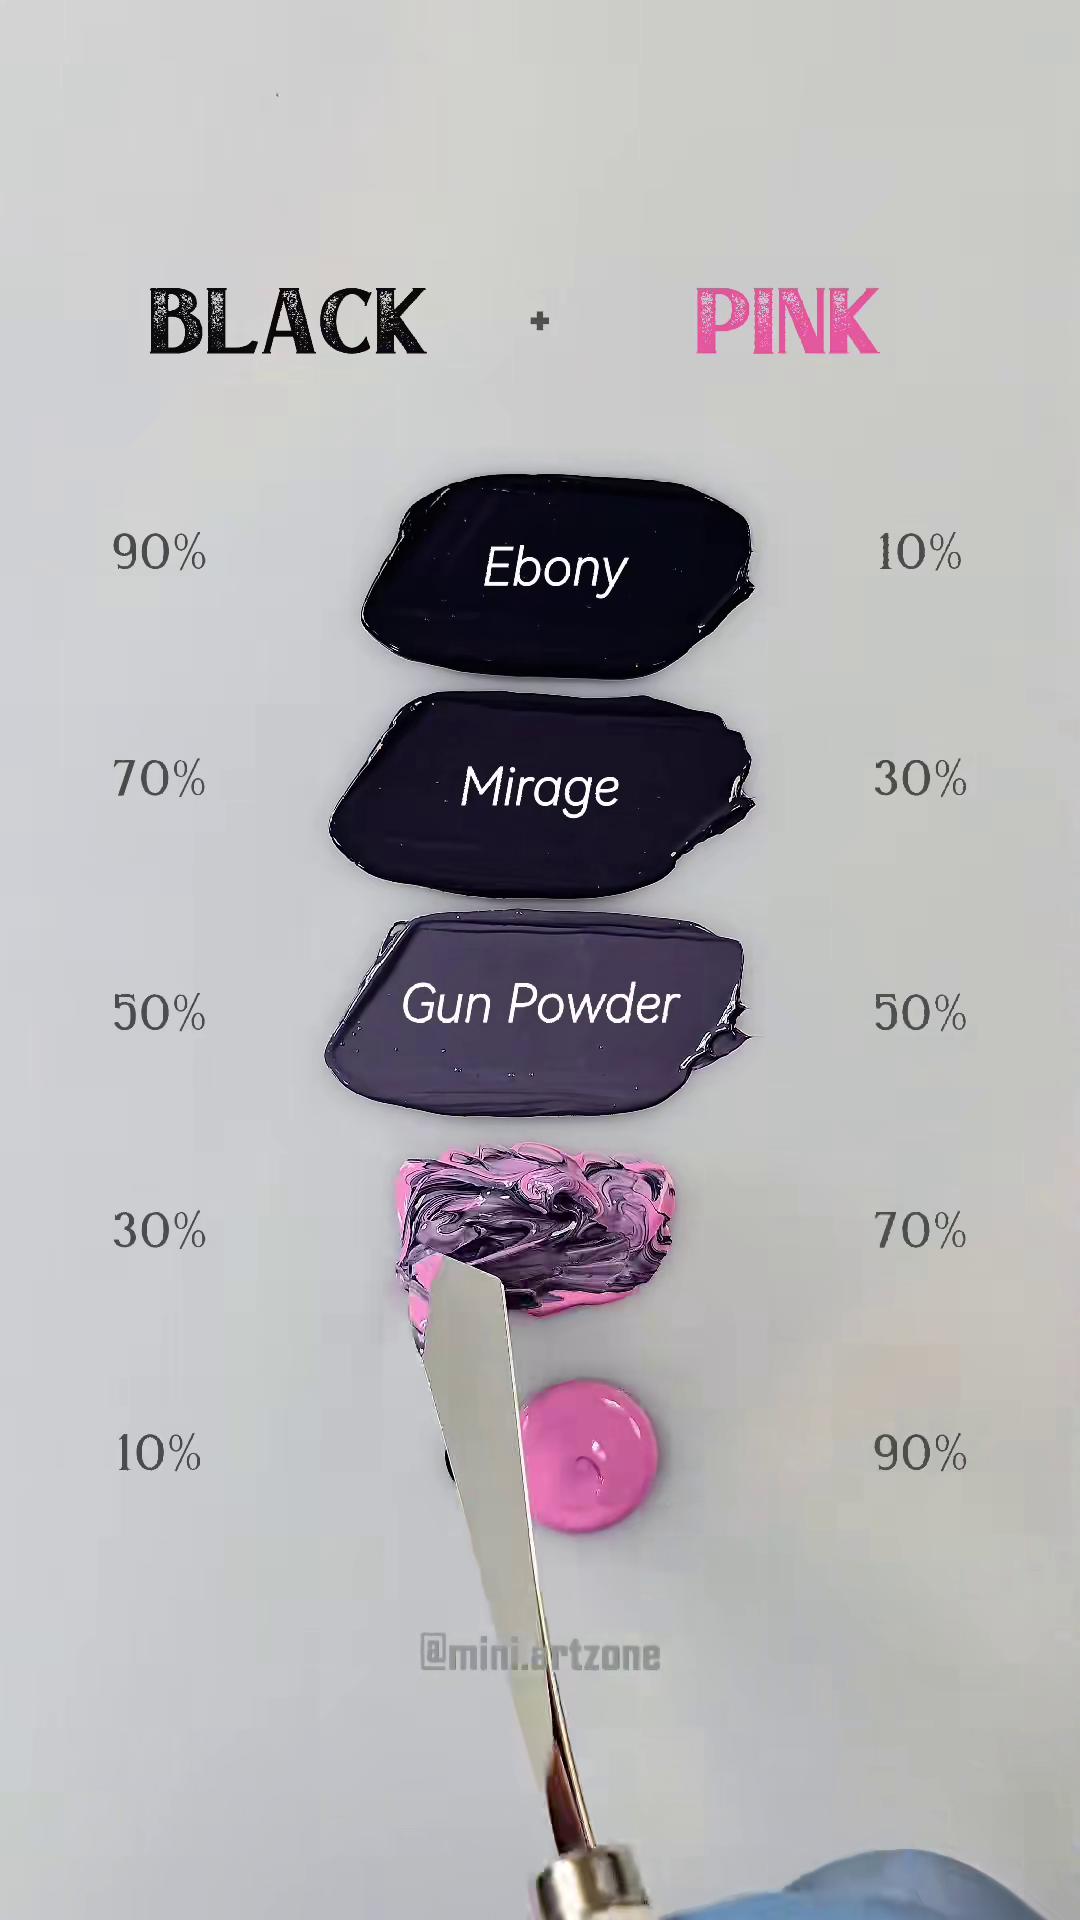 BLACK + PINK
90% Ebony 10%
70% Mirage 30%
50% Gun Powder 50%
30% 70%
10% 90%
@mini.artzone